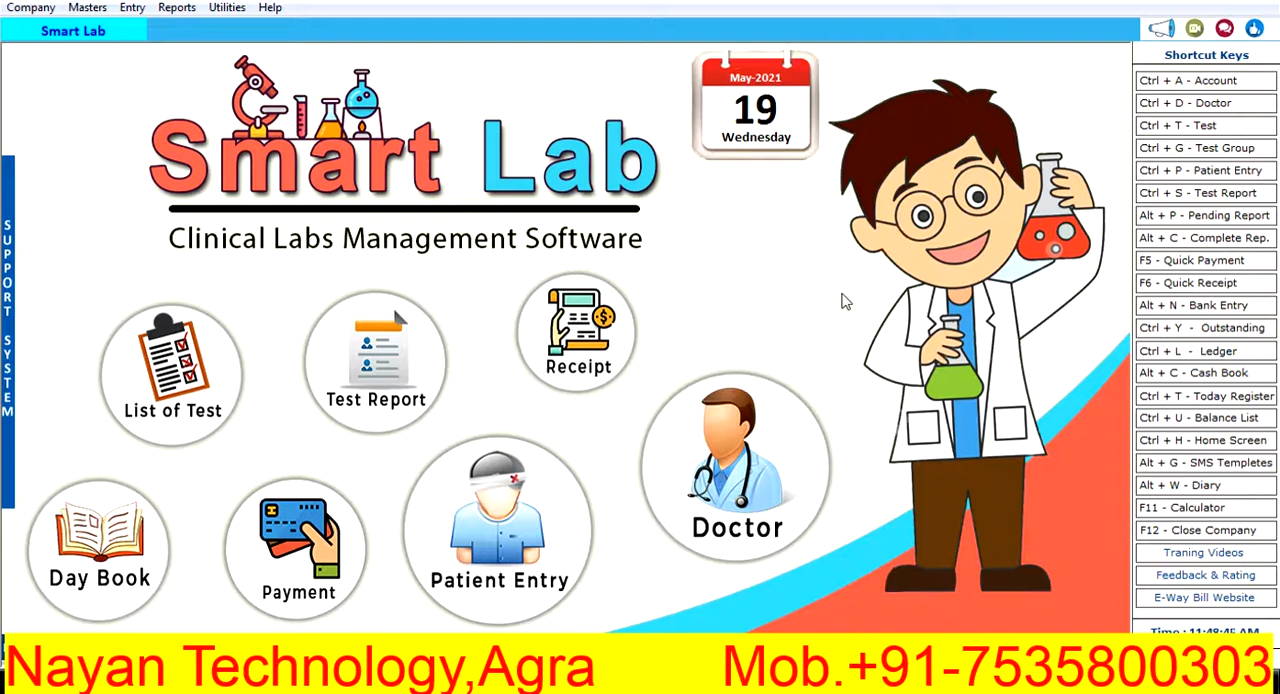 Company Masters Entry Reports Utilities Help
Smart Lab
Shortcut Keys
Smart Lab
Clinical Labs Management Software
May-2021
19
Wednesday
SUPPORT SYSTEM
List of Test
Test Report
Receipt
Doctor
Day Book
Payment
Patient Entry
Ctrl + A - Account
Ctrl + D - Doctor
Ctrl + T - Test
Ctrl + G - Test Group
Ctrl + P - Patient Entry
Ctrl + S - Test Report
Alt + P - Pending Report
Alt + C - Complete Rep.
F5 - Quick Payment
F6 - Quick Receipt
Alt + N - Bank Entry
Ctrl + Y - Outstanding
Ctrl + L - Ledger
Alt + C - Cash Book
Ctrl + T - Today Register
Ctrl + U - Balance List
Ctrl + H - Home Screen
Alt + G - SMS Templetes
Alt + W - Diary
F11 - Calculator
F12 - Close Company
Traning Videos
Feedback & Rating
E-Way Bill Website
Time : 11:48:45 AM
Nayan Technology,Agra Mob.+91-7535800303